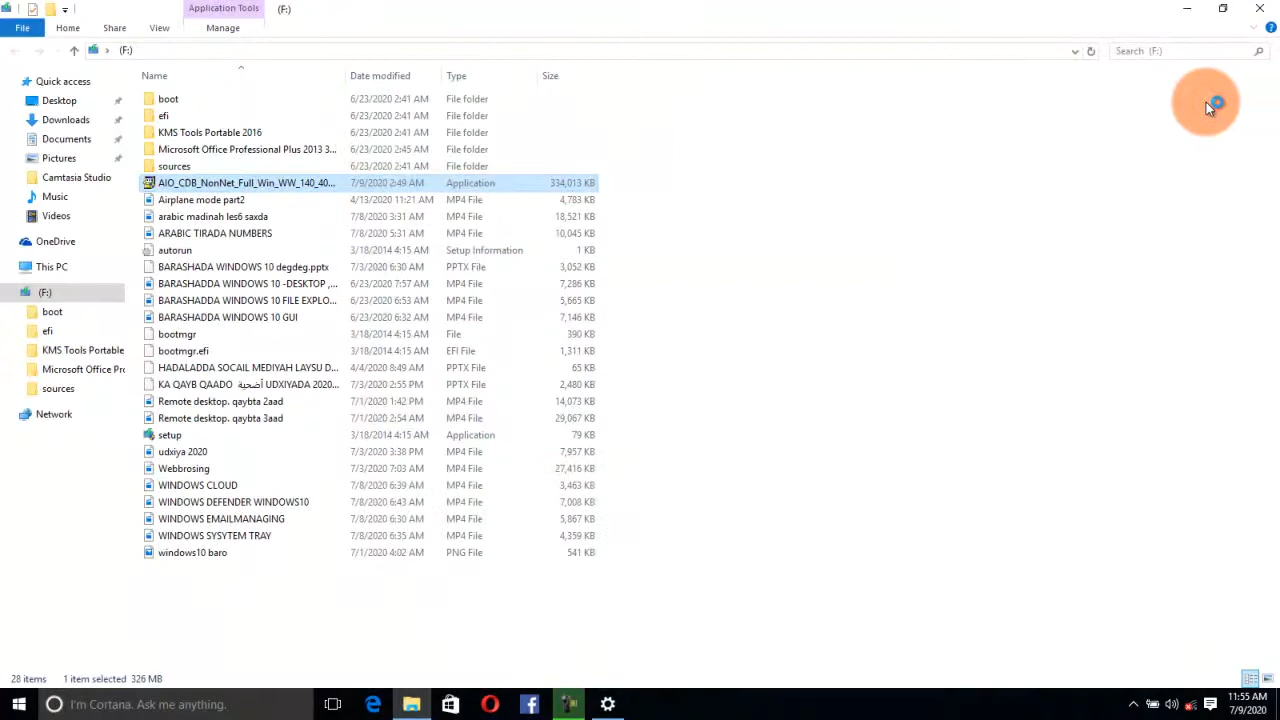 Application Tools
(F:)
File
Home
Share
View
Manage
(F:)
Search (F:)
Name
Date modified
Type
Size
Quick access
Desktop
Downloads
Documents
Pictures
Camtasia Studio
Music
Videos
OneDrive
This PC
(F:)
boot
efi
KMS Tools Portable
Microsoft Office Pro
sources
Network
boot 6/23/2020 2:41 AM File folder
efi 6/23/2020 2:41 AM File folder
KMS Tools Portable 2016 6/23/2020 2:41 AM File folder
Microsoft Office Professional Plus 2013 3... 6/23/2020 2:45 AM File folder
sources 6/23/2020 2:41 AM File folder
AIO_CDB_NonNet_Full_Win_WW_140_40... 7/9/2020 2:49 AM Application 334,013 KB
Airplane mode part2 4/13/2020 11:21 AM MP4 File 4,783 KB
arabic madinah les6 saxda 7/8/2020 3:31 AM MP4 File 18,521 KB
ARABIC TIRADA NUMBERS 7/8/2020 5:31 AM MP4 File 10,045 KB
autorun 3/18/2014 4:15 AM Setup Information 1 KB
BARASHADA WINDOWS 10 degdeg.pptx 7/3/2020 6:30 AM PPTX File 3,052 KB
BARASHADDA WINDOWS 10 -DESKTOP ,... 6/23/2020 7:57 AM MP4 File 7,286 KB
BARASHADDA WINDOWS 10 FILE EXPLO... 6/23/2020 6:53 AM MP4 File 5,665 KB
BARASHADDA WINDOWS 10 GUI 6/23/2020 6:32 AM MP4 File 7,146 KB
bootmgr 3/18/2014 4:15 AM File 390 KB
bootmgr.efi 3/18/2014 4:15 AM EFI File 1,311 KB
HADALADDA SOCAIL MEDIYAH LAYSU D... 4/4/2020 8:49 AM PPTX File 65 KB
KA QAYB QAADO أضحية UDXIYADA 2020... 7/3/2020 2:55 PM PPTX File 2,480 KB
Remote desktop. qaybta 2aad 7/1/2020 1:42 PM MP4 File 14,073 KB
Remote desktop. qaybta 3aad 7/1/2020 2:54 AM MP4 File 29,067 KB
setup 3/18/2014 4:15 AM Application 79 KB
udxiya 2020 7/3/2020 3:38 PM MP4 File 7,957 KB
Webbrosing 7/3/2020 7:03 AM MP4 File 27,416 KB
WINDOWS CLOUD 7/8/2020 6:39 AM MP4 File 3,463 KB
WINDOWS DEFENDER WINDOWS10 7/8/2020 6:43 AM MP4 File 7,008 KB
WINDOWS EMAILMANAGING 7/8/2020 6:30 AM MP4 File 5,867 KB
WINDOWS SYSYTEM TRAY 7/8/2020 6:35 AM MP4 File 4,359 KB
windows10 baro 7/1/2020 4:02 AM PNG File 541 KB
28 items 1 item selected 326 MB
I'm Cortana. Ask me anything.
11:55 AM
7/9/2020